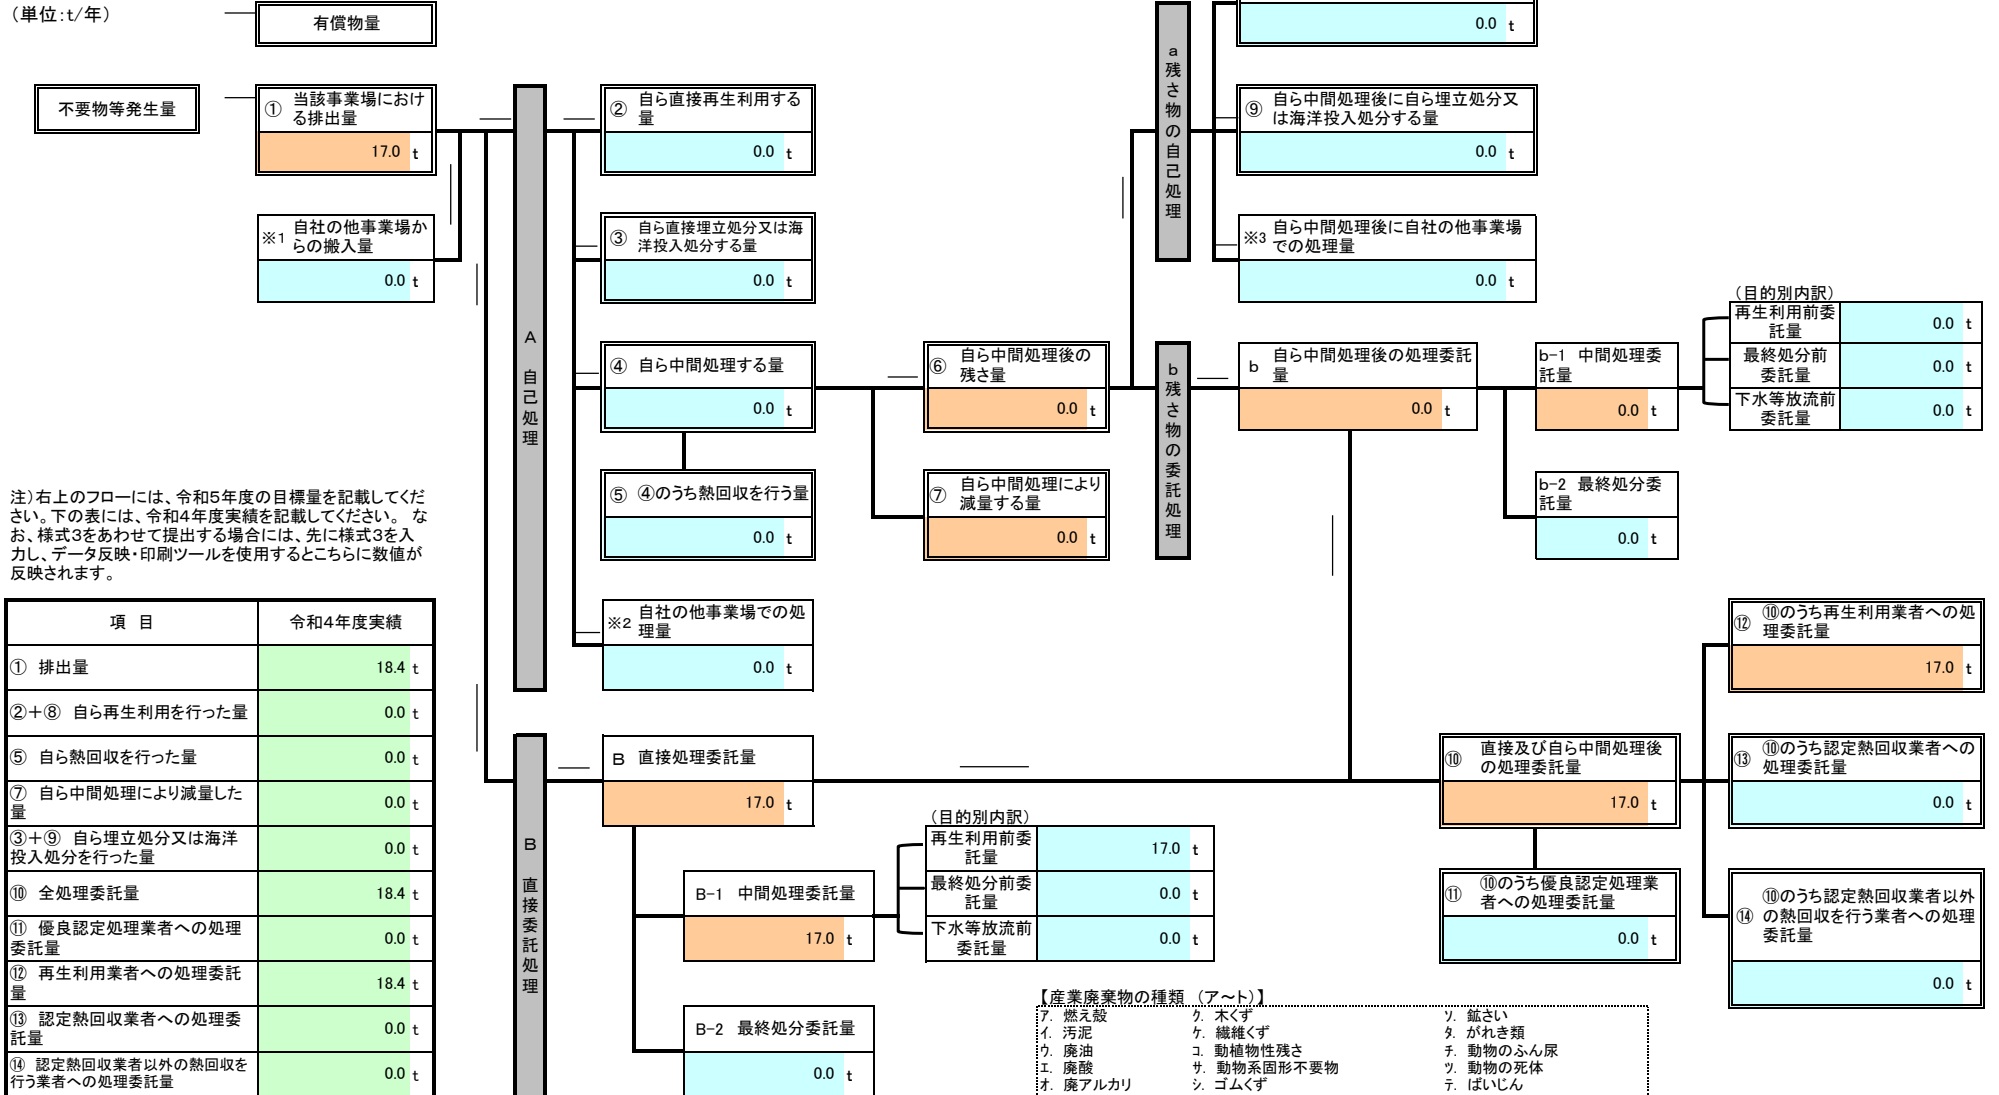 （単位:t/年）
有償物量
不要物等発生量
① 当該事業場におけ
る排出量
17.0 t
※1 自社の他事業場か
らの搬入量
0.0 t
A 自己処理
② 自ら直接再生利用する
量
0.0 t
③ 自ら直接埋立処分又は海
洋投入処分する量
0.0 t
④ 自ら中間処理する量
0.0 t
⑤ ④のうち熱回収を行う量
0.0 t
※2 自社の他事業場での処
理量
0.0 t
⑥ 自ら中間処理後の
残さ量
0.0 t
⑦ 自ら中間処理により
減量する量
0.0 t
a 残さ物の自己処理
0.0 t
⑨ 自ら中間処理後に自ら埋立処分又
は海洋投入処分する量
0.0 t
※3 自ら中間処理後に自社の他事業場
での処理量
0.0 t
b 残さ物の委託処理
b 自ら中間処理後の処理委託
量
0.0 t
b-1 中間処理委
託量
0.0 t
b-2 最終処分委
託量
0.0 t
（目的別内訳）
再生利用前委
託量
0.0 t
最終処分前
委託量
0.0 t
下水等放流前
委託量
0.0 t
注）右上のフローには、令和5年度の目標量を記載してくだ
さい。下の表には、令和4年度実績を記載してください。 な
お、様式3をあわせて提出する場合には、先に様式3を入
力し、データ反映・印刷ツールを使用するとこちらに数値が
反映されます。
項 目 令和4年度実績
① 排出量 18.4 t
②＋⑧ 自ら再生利用を行った量 0.0 t
⑤ 自ら熱回収を行った量 0.0 t
⑦ 自ら中間処理により減量した
量 0.0 t
③＋⑨ 自ら埋立処分又は海洋
投入処分を行った量 0.0 t
⑩ 全処理委託量 18.4 t
⑪ 優良認定処理業者への処理
委託量 0.0 t
⑫ 再生利用業者への処理委託
量 18.4 t
⑬ 認定熱回収業者への処理委
託量 0.0 t
⑭ 認定熱回収業者以外の熱回収を
行う業者への処理委託量 0.0 t
B 直接委託処理
B 直接処理委託量
17.0 t
B-1 中間処理委託量
17.0 t
B-2 最終処分委託量
0.0 t
（目的別内訳）
再生利用前委
託量
17.0 t
最終処分前委
託量
0.0 t
下水等放流前
委託量
0.0 t
⑩ 直接及び自ら中間処理後
の処理委託量
17.0 t
⑪ ⑩のうち優良認定処理業
者への処理委託量
0.0 t
⑫ ⑩のうち再生利用業者への処
理委託量
17.0 t
⑬ ⑩のうち認定熱回収業者への
処理委託量
0.0 t
⑭ ⑩のうち認定熱回収業者以外
の熱回収を行う業者への処理
委託量
0.0 t
【産業廃棄物の種類 （ア～ト）】
ア. 燃え殻 ク. 木くず ソ. 鉱さい
イ. 汚泥 ケ. 繊維くず タ. がれき類
ウ. 廃油 コ. 動植物性残さ チ. 動物のふん尿
エ. 廃酸 サ. 動物系固形不要物 ツ. 動物の死体
オ. 廃アルカリ シ. ゴムくず テ. ばいじん